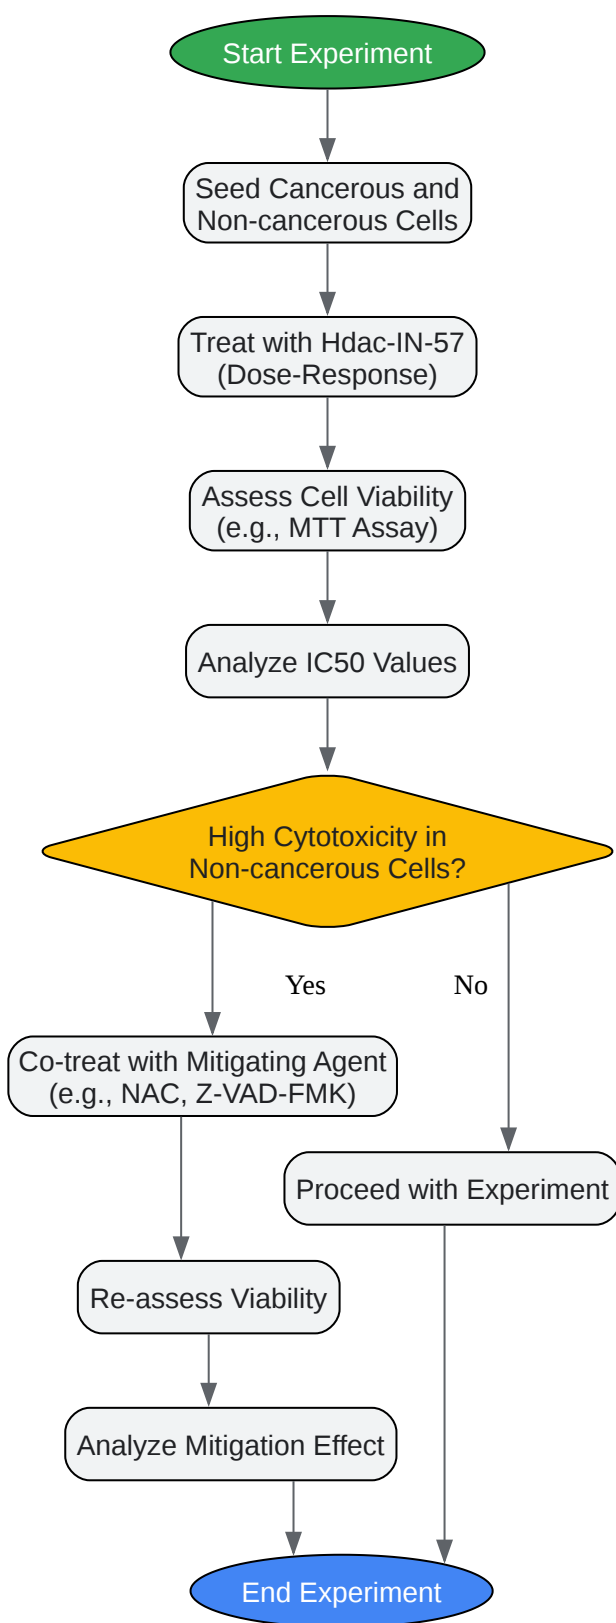 Start Experiment
Seed Cancerous and
Non-cancerous Cells
Treat with Hdac-IN-57
(Dose-Response)
Assess Cell Viability
(e.g., MTT Assay)
Analyze IC50 Values
High Cytotoxicity in
Non-cancerous Cells?
Yes
No
Co-treat with Mitigating Agent
(e.g., NAC, Z-VAD-FMK)
Proceed with Experiment
Re-assess Viability
Analyze Mitigation Effect
End Experiment